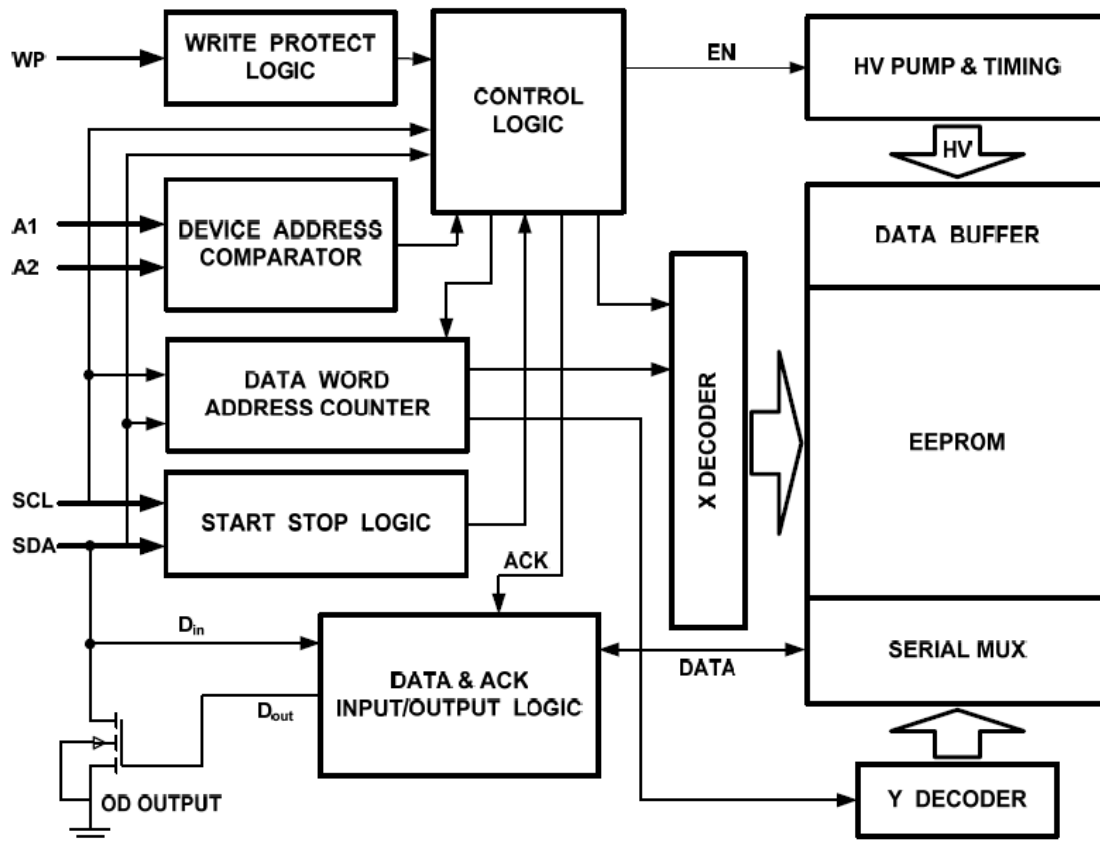 WP
WRITE PROTECT
LOGIC
CONTROL
LOGIC
EN
HV PUMP & TIMING
HV
A1
A2
DEVICE ADDRESS
COMPARATOR
DATA BUFFER
DATA WORD
ADDRESS COUNTER
X DECODER
EEPROM
SCL
SDA
START STOP LOGIC
ACK
Din
DATA & ACK
INPUT/OUTPUT LOGIC
DATA
SERIAL MUX
Dout
OD OUTPUT
Y DECODER